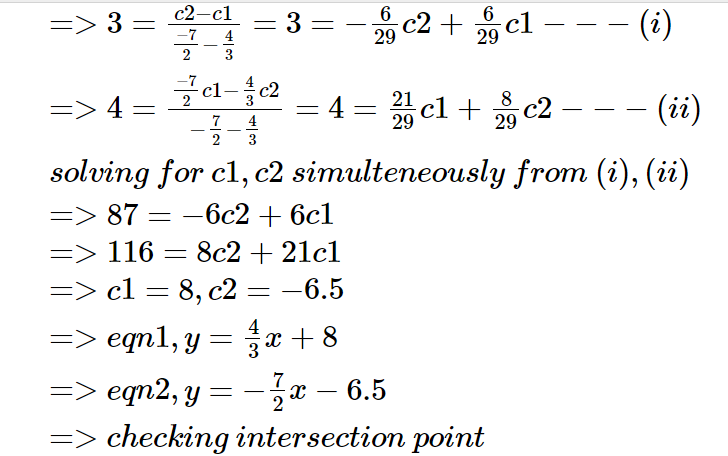 => 3 = \frac{c2-c1}{\frac{-7}{2}-\frac{4}{3}} = 3 = -\frac{6}{29}c2 + \frac{6}{29}c1 - - - (i)
=> 4 = \frac{\frac{-7}{2}c1-\frac{4}{3}c2}{-\frac{7}{2}-\frac{4}{3}} = 4 = \frac{21}{29}c1 + \frac{8}{29}c2 - - - (ii)
solving for c1, c2 simulteneously from (i), (ii)
=> 87 = -6c2 + 6c1
=> 116 = 8c2 + 21c1
=> c1 = 8, c2 = -6.5
=> eqn1, y = \frac{4}{3}x + 8
=> eqn2, y = -\frac{7}{2}x - 6.5
=> checking intersection point